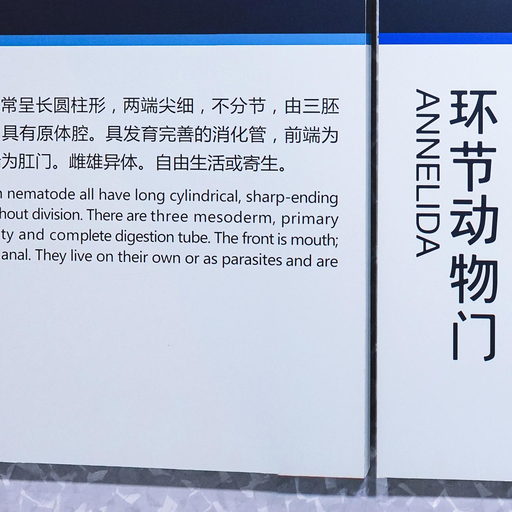 常呈长圆柱形，两端尖细，不分节，由三胚
具有原体腔。具发育完善的消化管，前端为
为肛门。雌雄异体。自由生活或寄生。
nematode all have long cylindrical, sharp-ending
hout division. There are three mesoderm, primary
ty and complete digestion tube. The front is mouth;
anal. They live on their own or as parasites and are
环节动物门
ANNELIDA